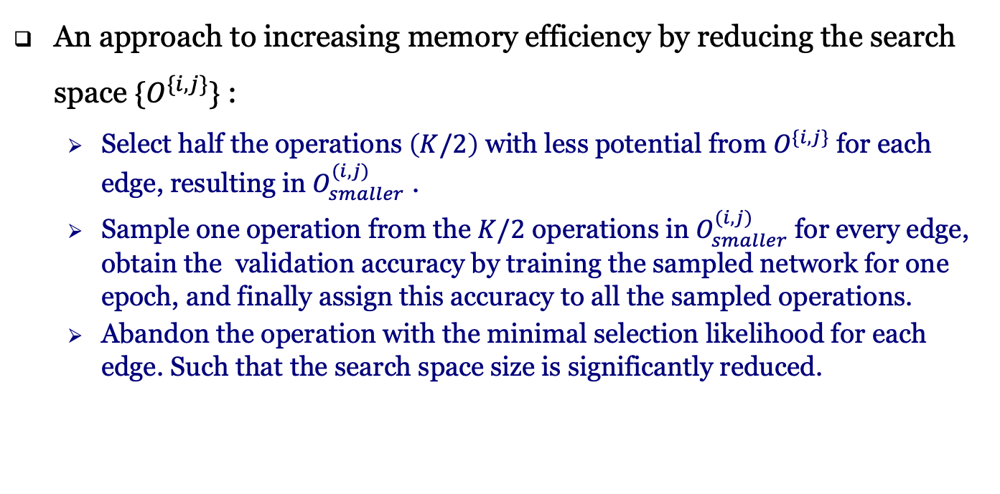 ❑ An approach to increasing memory efficiency by reducing the search
space {O^{i,j}} :
➢ Select half the operations (K/2) with less potential from O^{i,j} for each
edge, resulting in O_smaller^(i,j) .
➢ Sample one operation from the K/2 operations in O_smaller^(i,j) for every edge,
obtain the validation accuracy by training the sampled network for one
epoch, and finally assign this accuracy to all the sampled operations.
➢ Abandon the operation with the minimal selection likelihood for each
edge. Such that the search space size is significantly reduced.